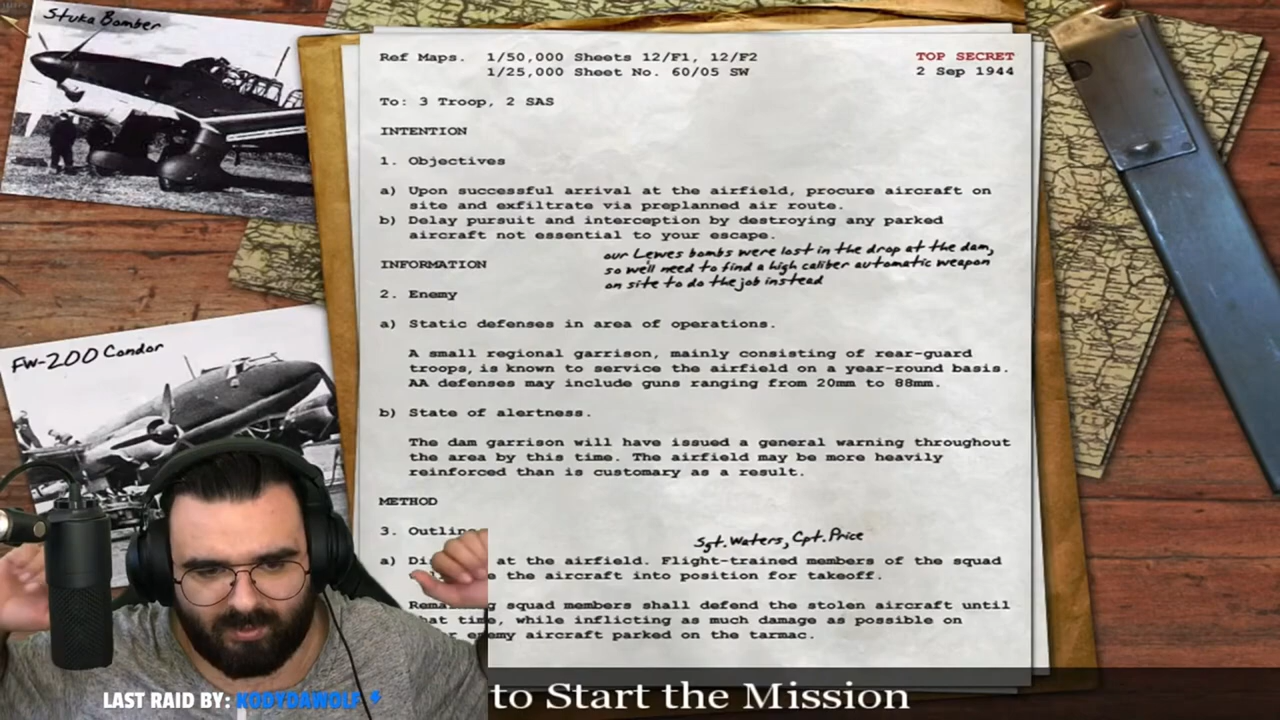 Stuka Bomber
Ref Maps. 1/50,000 Sheets 12/F1, 12/F2
1/25,000 Sheet No. 60/05 SW
TOP SECRET
2 Sep 1944
To: 3 Troop, 2 SAS
INTENTION
1. Objectives
a) Upon successful arrival at the airfield, procure aircraft on
site and exfiltrate via preplanned air route.
b) Delay pursuit and interception by destroying any parked
aircraft not essential to your escape.
our Lewes bombs were lost in the drop at the dam,
so we'll need to find a high caliber automatic weapon
on site to do the job instead
INFORMATION
2. Enemy
a) Static defenses in area of operations.
A small regional garrison, mainly consisting of rear-guard
troops, is known to service the airfield on a year-round basis.
AA defenses may include guns ranging from 20mm to 88mm.
b) State of alertness.
The dam garrison will have issued a general warning throughout
the area by this time. The airfield may be more heavily
reinforced than is customary as a result.
FW-200 Condor
METHOD
3. Outline
Sgt. Waters, Cpt. Price
a) at the airfield. Flight-trained members of the squad
the aircraft into position for takeoff.
squad members shall defend the stolen aircraft until
time, while inflicting as much damage as possible on
enemy aircraft parked on the tarmac.
to Start the Mission
LAST RAID BY: KODYDAWOLF